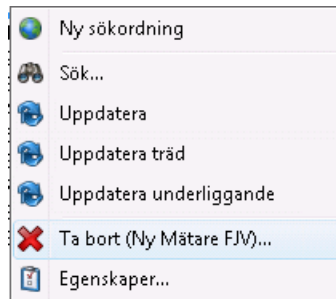 Ny sökordning
Sök...
Uppdatera
Uppdatera träd
Uppdatera underliggande
Ta bort (Ny Mätare FJV)...
Egenskaper...